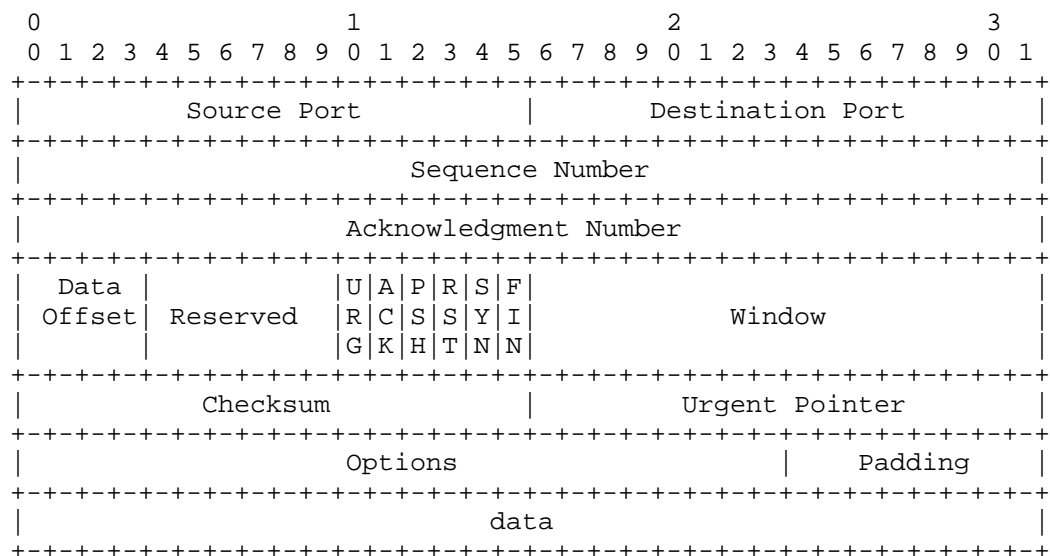 0                   1                   2                   3
0 1 2 3 4 5 6 7 8 9 0 1 2 3 4 5 6 7 8 9 0 1 2 3 4 5 6 7 8 9 0 1
+-+-+-+-+-+-+-+-+-+-+-+-+-+-+-+-+-+-+-+-+-+-+-+-+-+-+-+-+-+-+-+-+
|          Source Port          |       Destination Port        |
+-+-+-+-+-+-+-+-+-+-+-+-+-+-+-+-+-+-+-+-+-+-+-+-+-+-+-+-+-+-+-+-+
|                        Sequence Number                        |
+-+-+-+-+-+-+-+-+-+-+-+-+-+-+-+-+-+-+-+-+-+-+-+-+-+-+-+-+-+-+-+-+
|                    Acknowledgment Number                      |
+-+-+-+-+-+-+-+-+-+-+-+-+-+-+-+-+-+-+-+-+-+-+-+-+-+-+-+-+-+-+-+-+
|  Data |           |U|A|P|R|S|F|                               |
| Offset| Reserved  |R|C|S|S|Y|I|            Window             |
|       |           |G|K|H|T|N|N|                               |
+-+-+-+-+-+-+-+-+-+-+-+-+-+-+-+-+-+-+-+-+-+-+-+-+-+-+-+-+-+-+-+-+
|           Checksum            |         Urgent Pointer        |
+-+-+-+-+-+-+-+-+-+-+-+-+-+-+-+-+-+-+-+-+-+-+-+-+-+-+-+-+-+-+-+-+
|                    Options                    |    Padding    |
+-+-+-+-+-+-+-+-+-+-+-+-+-+-+-+-+-+-+-+-+-+-+-+-+-+-+-+-+-+-+-+-+
|                             data                              |
+-+-+-+-+-+-+-+-+-+-+-+-+-+-+-+-+-+-+-+-+-+-+-+-+-+-+-+-+-+-+-+-+